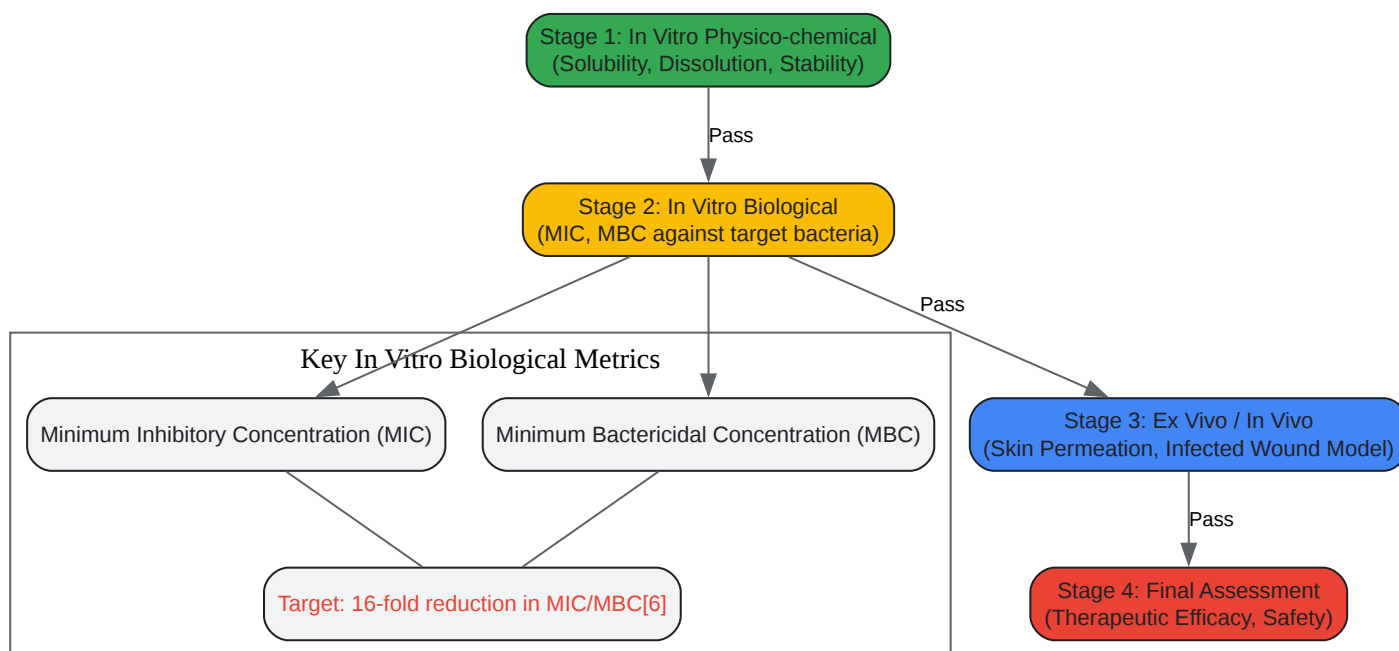 Stage 1: In Vitro Physico-chemical
(Solubility, Dissolution, Stability)
Pass
Stage 2: In Vitro Biological
(MIC, MBC against target bacteria)
Pass
Key In Vitro Biological Metrics
Minimum Inhibitory Concentration (MIC)
Minimum Bactericidal Concentration (MBC)
Stage 3: Ex Vivo / In Vivo
(Skin Permeation, Infected Wound Model)
Pass
Target: 16-fold reduction in MIC/MBC[6]
Stage 4: Final Assessment
(Therapeutic Efficacy, Safety)